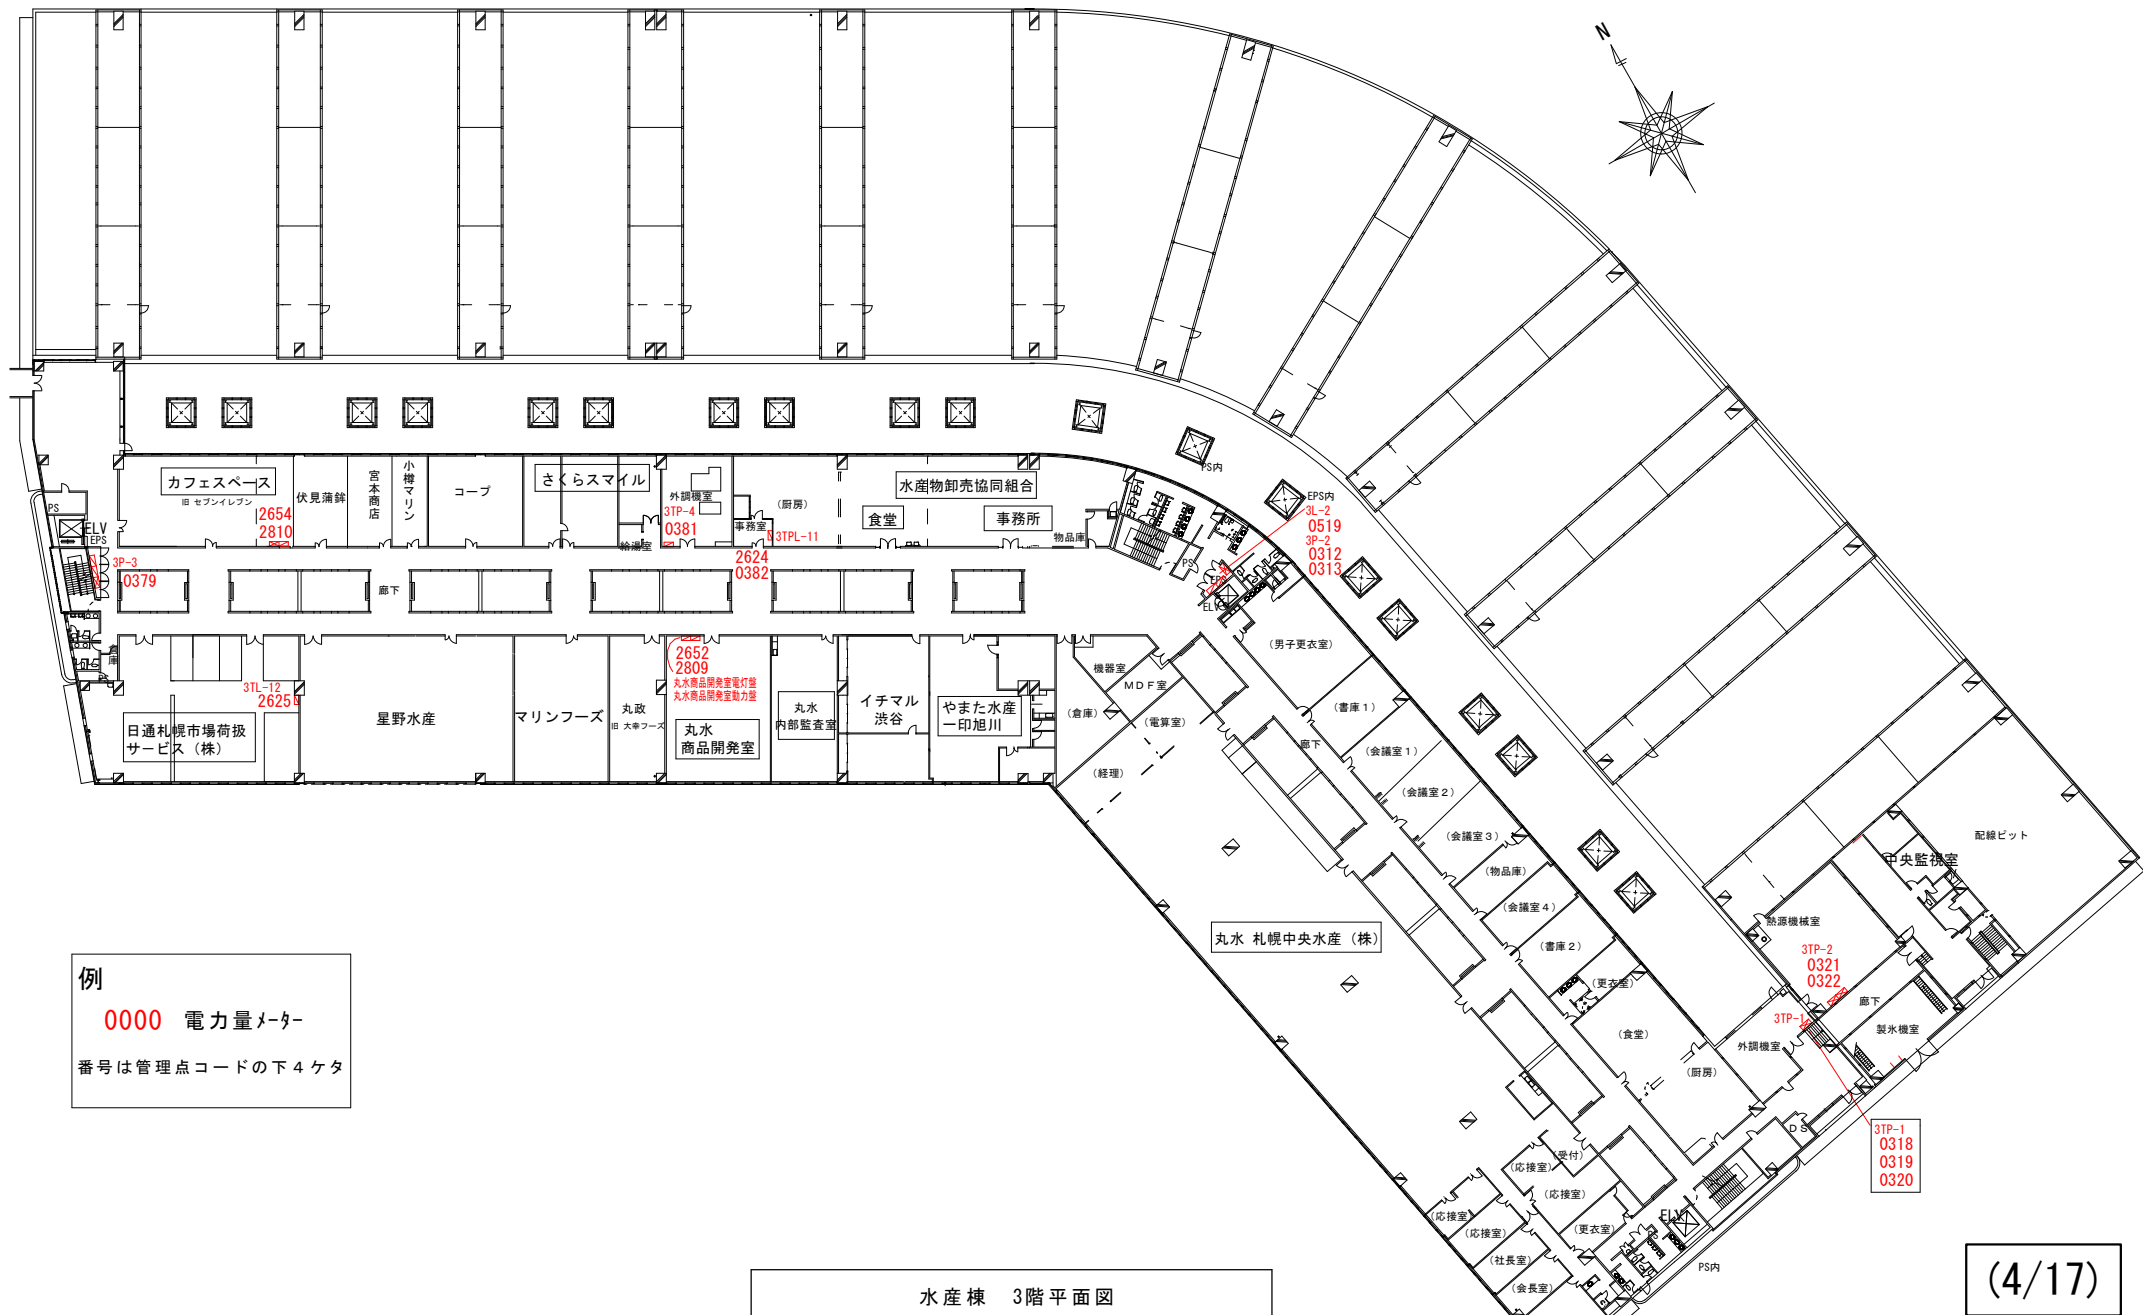 N
PS内
EPS内
3L-2
0519
3P-2
0312
0313
カフェスペース
旧 セブンイレブン
2654
2810
伏見蒲鉾
宮本商店
小樽マリン
コープ
さくらスマイル
給湯室
外調機室
3TP-4
0381
事務室
(厨房)
3TPL-11
2624
0382
水産物卸売協同組合
食堂
事務所
物品庫
PS
ELV
EPS
3P-3
0379
廊下
PS
EPS
ELV
倉庫
3TL-12
2625
日通札幌市場荷扱
サービス（株）
星野水産
マリンフーズ
丸政
旧 大幸フーズ
2652
2809
丸水商品開発室電灯盤
丸水商品開発室動力盤
丸水
商品開発室
丸水
内部監査室
イチマル
渋谷
やまた水産
一印旭川
機器室
ＭＤＦ室
(倉庫)
(電算室)
(経理)
(男子更衣室)
(書庫１)
廊下
(会議室１)
(会議室２)
(会議室３)
(物品庫)
(会議室４)
(書庫２)
(更衣室)
(食堂)
(厨房)
外調機室
丸水 札幌中央水産（株）
配線ピット
中央監視室
熱源機械室
3TP-2
0321
0322
廊下
3TP-1
製氷機室
3TP-1
0318
0319
0320
ＤＳ
(受付)
(応接室)
(応接室)
(応接室)
(応接室)
(更衣室)
(社長室)
(会長室)
ELV
PS内
例
0000 電力量ﾒｰﾀｰ
番号は管理点コードの下４ケタ
水産棟　3階平面図
(4/17)